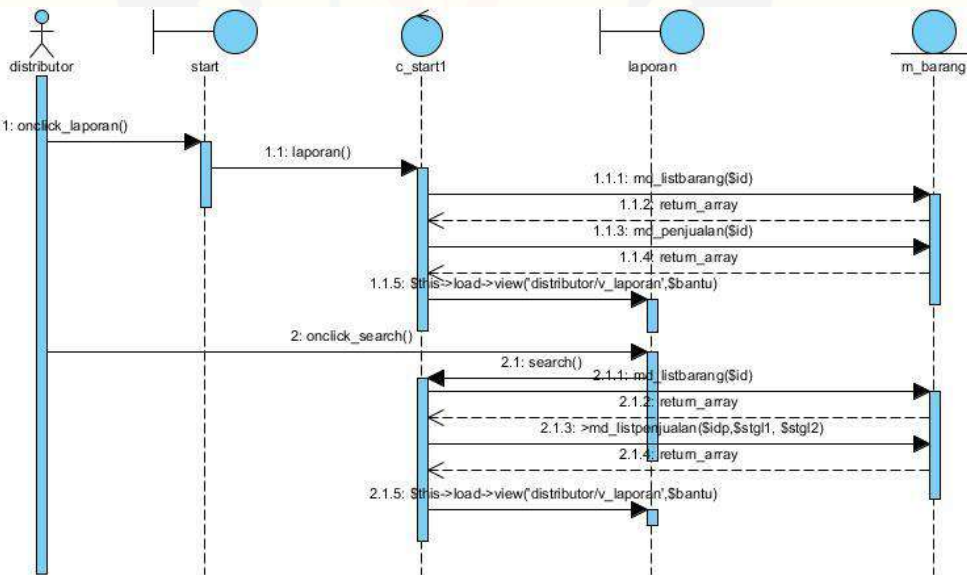 distributor
start
c_start1
laporan
m_barang
1: onclick_laporan()
1.1: laporan()
1.1.1: md_listbarang($id)
1.1.2: return_array
1.1.3: md_penjualan($id)
1.1.4: return_array
1.1.5: $this->load->view('distributor/v_laporan',$bantu)
2: onclick_search()
2.1: search()
2.1.1: md_listbarang($id)
2.1.2: return_array
2.1.3: >md_listpenjualan($idp,$stgl1, $stgl2)
2.1.4: return_array
2.1.5: $this->load->view('distributor/v_laporan',$bantu)